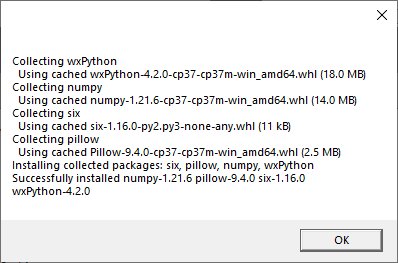 Collecting wxPython
Using cached wxPython-4.2.0-cp37-cp37m-win_amd64.whl (18.0 MB)
Collecting numpy
Using cached numpy-1.21.6-cp37-cp37m-win_amd64.whl (14.0 MB)
Collecting six
Using cached six-1.16.0-py2.py3-none-any.whl (11 kB)
Collecting pillow
Using cached Pillow-9.4.0-cp37-cp37m-win_amd64.whl (2.5 MB)
Installing collected packages: six, pillow, numpy, wxPython
Successfully installed numpy-1.21.6 pillow-9.4.0 six-1.16.0
wxPython-4.2.0
OK